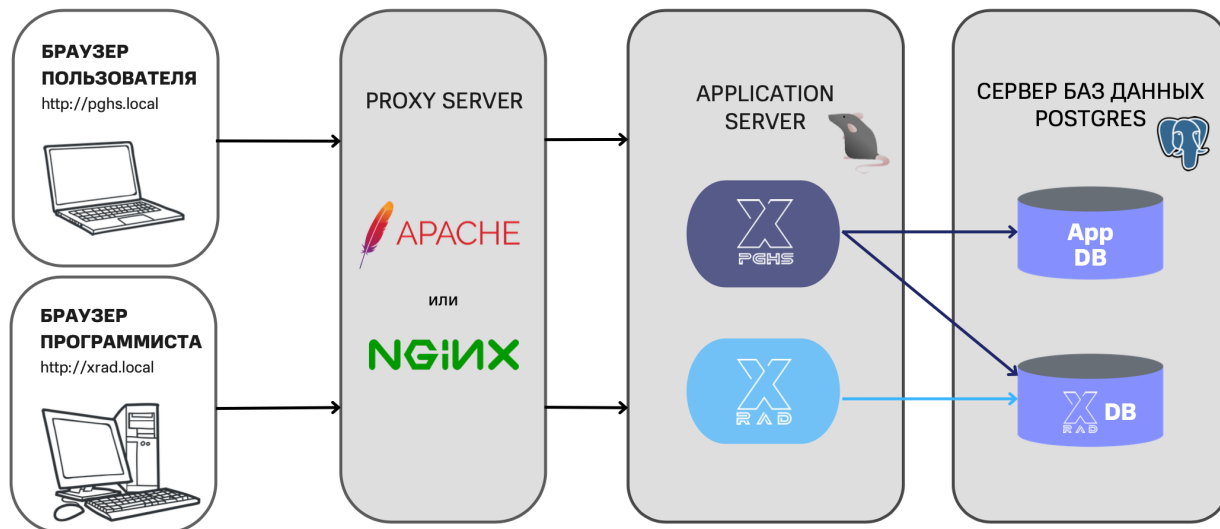 БРАУЗЕР
ПОЛЬЗОВАТЕЛЯ
http://pghs.local
БРАУЗЕР
ПРОГРАММИСТА
http://xrad.local
PROXY SERVER
APACHE
или
NGINX
APPLICATION
SERVER
X
PGHS
X
RAD
СЕРВЕР БАЗ ДАННЫХ
POSTGRES
App
DB
X
RAD
DB